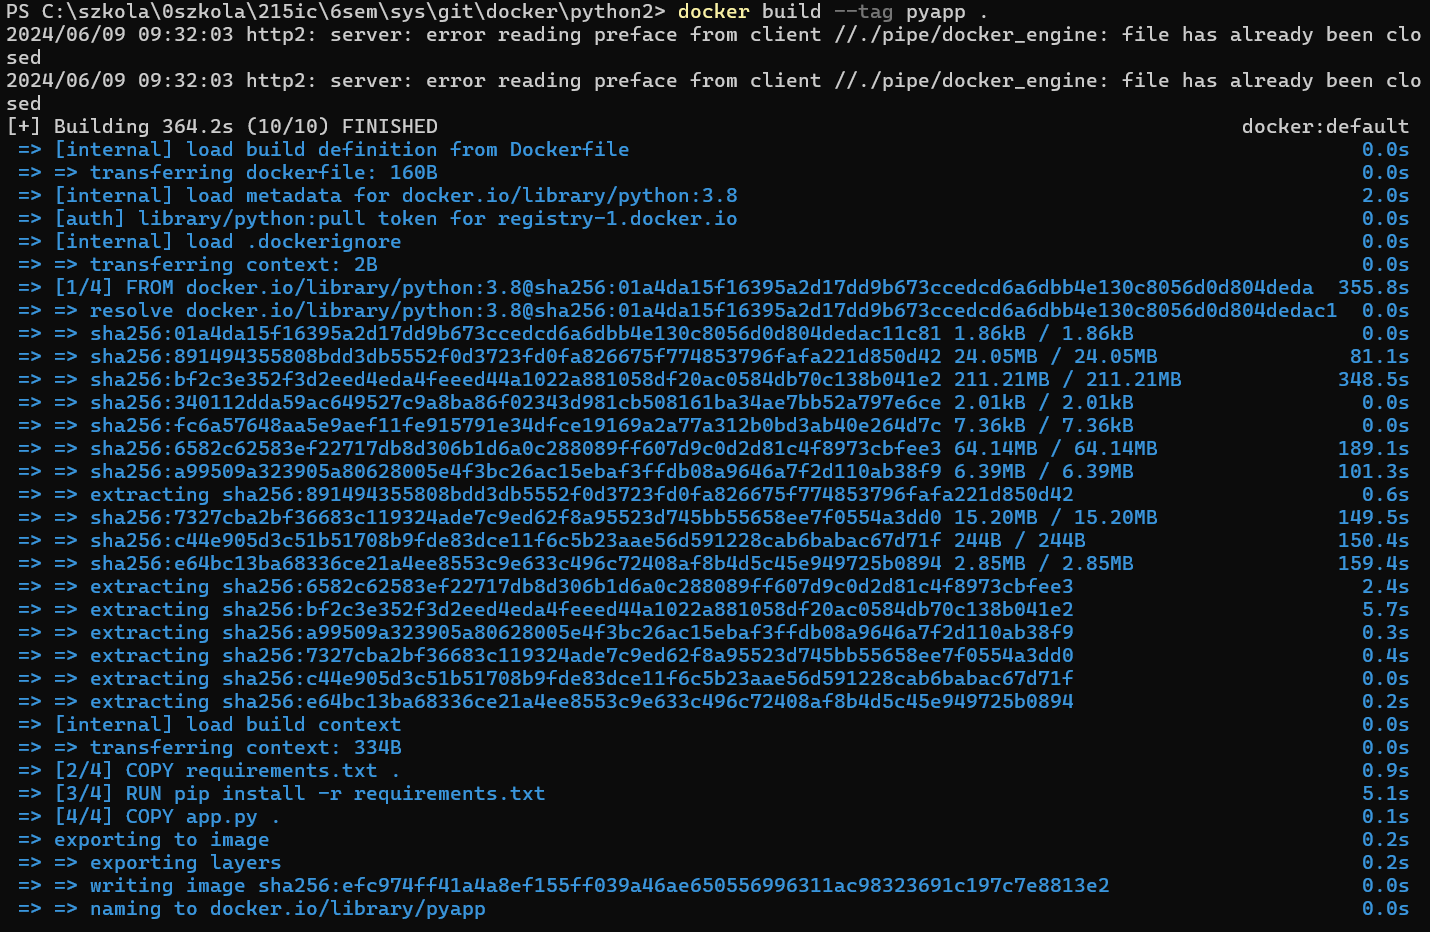 PS C:\szkola\0szkola\215ic\6sem\sys\git\docker\python2> docker build --tag pyapp .
2024/06/09 09:32:03 http2: server: error reading preface from client //./pipe/docker_engine: file has already been clo
sed
2024/06/09 09:32:03 http2: server: error reading preface from client //./pipe/docker_engine: file has already been clo
sed
[+] Building 364.2s (10/10) FINISHED docker:default
=> [internal] load build definition from Dockerfile 0.0s
=> => transferring dockerfile: 160B 0.0s
=> [internal] load metadata for docker.io/library/python:3.8 2.0s
=> [auth] library/python:pull token for registry-1.docker.io 0.0s
=> [internal] load .dockerignore 0.0s
=> => transferring context: 2B 0.0s
=> [1/4] FROM docker.io/library/python:3.8@sha256:01a4da15f16395a2d17dd9b673ccedcd6a6dbb4e130c8056d0d804deda 355.8s
=> => resolve docker.io/library/python:3.8@sha256:01a4da15f16395a2d17dd9b673ccedcd6a6dbb4e130c8056d0d804dedac1 0.0s
=> => sha256:01a4da15f16395a2d17dd9b673ccedcd6a6dbb4e130c8056d0d804dedac11c81 1.86kB / 1.86kB 0.0s
=> => sha256:891494355808bdd3db5552f0d3723fd0fa826675f774853796fafa221d850d42 24.05MB / 24.05MB 81.1s
=> => sha256:bf2c3e352f3d2eed4eda4feeed44a1022a881058df20ac0584db70c138b041e2 211.21MB / 211.21MB 348.5s
=> => sha256:340112dda59ac649527c9a8ba86f02343d981cb508161ba34ae7bb52a797e6ce 2.01kB / 2.01kB 0.0s
=> => sha256:fc6a57648aa5e9aef11fe915791e34dfce19169a2a77a312b0bd3ab40e264d7c 7.36kB / 7.36kB 0.0s
=> => sha256:6582c62583ef22717db8d306b1d6a0c288089ff607d9c0d2d81c4f8973cbfee3 64.14MB / 64.14MB 189.1s
=> => sha256:a99509a323905a80628005e4f3bc26ac15ebaf3ffdb08a9646a7f2d110ab38f9 6.39MB / 6.39MB 101.3s
=> => extracting sha256:891494355808bdd3db5552f0d3723fd0fa826675f774853796fafa221d850d42 0.6s
=> => sha256:7327cba2bf36683c119324ade7c9ed62f8a95523d745bb55658ee7f0554a3dd0 15.20MB / 15.20MB 149.5s
=> => sha256:c44e905d3c51b51708b9fde83dce11f6c5b23aae56d591228cab6babac67d71f 244B / 244B 150.4s
=> => sha256:e64bc13ba68336ce21a4ee8553c9e633c496c72408af8b4d5c45e949725b0894 2.85MB / 2.85MB 159.4s
=> => extracting sha256:6582c62583ef22717db8d306b1d6a0c288089ff607d9c0d2d81c4f8973cbfee3 2.4s
=> => extracting sha256:bf2c3e352f3d2eed4eda4feeed44a1022a881058df20ac0584db70c138b041e2 5.7s
=> => extracting sha256:a99509a323905a80628005e4f3bc26ac15ebaf3ffdb08a9646a7f2d110ab38f9 0.3s
=> => extracting sha256:7327cba2bf36683c119324ade7c9ed62f8a95523d745bb55658ee7f0554a3dd0 0.4s
=> => extracting sha256:c44e905d3c51b51708b9fde83dce11f6c5b23aae56d591228cab6babac67d71f 0.0s
=> => extracting sha256:e64bc13ba68336ce21a4ee8553c9e633c496c72408af8b4d5c45e949725b0894 0.2s
=> [internal] load build context 0.0s
=> => transferring context: 334B 0.0s
=> [2/4] COPY requirements.txt . 0.9s
=> [3/4] RUN pip install -r requirements.txt 5.1s
=> [4/4] COPY app.py . 0.1s
=> exporting to image 0.2s
=> => exporting layers 0.2s
=> => writing image sha256:efc974ff41a4a8ef155ff039a46ae650556996311ac98323691c197c7e8813e2 0.0s
=> => naming to docker.io/library/pyapp 0.0s